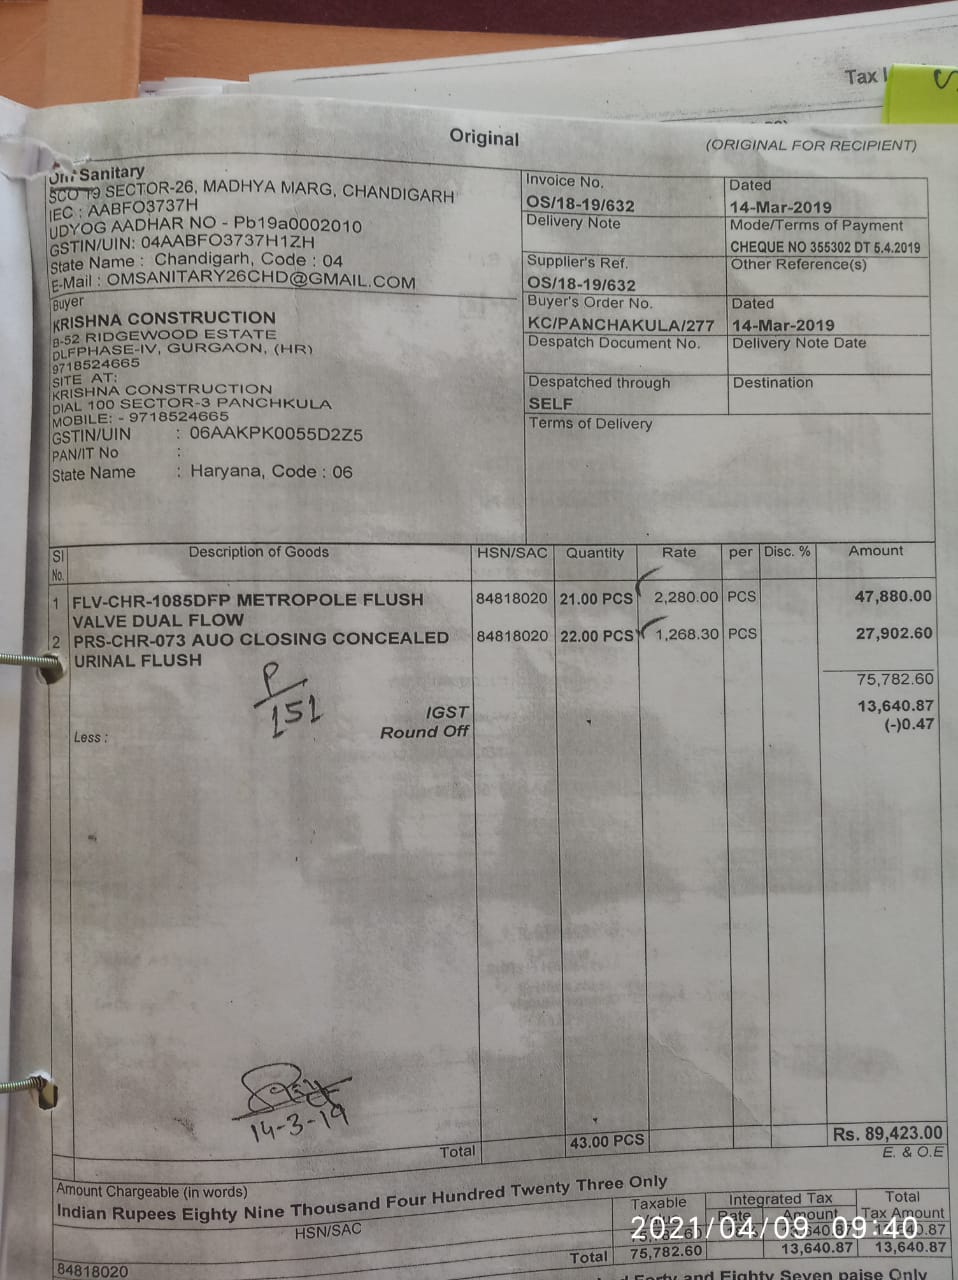 Tax
Original
(ORIGINAL FOR RECIPIENT)
Om Sanitary
SCO 19 SECTOR-26, MADHYA MARG, CHANDIGARH
IEC : AABFO3737H
UDYOG AADHAR NO - Pb19a0002010
GSTIN/UIN: 04AABFO3737H1ZH
State Name : Chandigarh, Code : 04
E-Mail : OMSANITARY26CHD@GMAIL.COM
Invoice No.
OS/18-19/632
Dated
14-Mar-2019
Delivery Note
Mode/Terms of Payment
CHEQUE NO 355302 DT 5.4.2019
Supplier's Ref.
OS/18-19/632
Other Reference(s)
Buyer
KRISHNA CONSTRUCTION
B-52 RIDGEWOOD ESTATE
DLFPHASE-IV, GURGAON, (HR)
9718524665
SITE AT:
KRISHNA CONSTRUCTION
DIAL 100 SECTOR-3 PANCHKULA
MOBILE: - 9718524665
GSTIN/UIN : 06AAKPK0055D2Z5
PAN/IT No :
State Name : Haryana, Code : 06
Buyer's Order No.
KC/PANCHAKULA/277
Dated
14-Mar-2019
Despatch Document No.
Delivery Note Date
Despatched through
SELF
Destination
Terms of Delivery
Sl No. Description of Goods HSN/SAC Quantity Rate per Disc. % Amount
1 FLV-CHR-1085DFP METROPOLE FLUSH 84818020 21.00 PCS 2,280.00 PCS 47,880.00
VALVE DUAL FLOW
2 PRS-CHR-073 AUO CLOSING CONCEALED 84818020 22.00 PCS 1,268.30 PCS 27,902.60
URINAL FLUSH
75,782.60
P/151
IGST 13,640.87
Less : Round Off (-)0.47
14-3-19
Total 43.00 PCS Rs. 89,423.00
E. & O.E
Amount Chargeable (in words)
Indian Rupees Eighty Nine Thousand Four Hundred Twenty Three Only
HSN/SAC Taxable Integrated Tax Total
Rate Amount Tax Amount
84818020
Total 75,782.60 13,640.87 13,640.87
2021/04/09 09:40
and Eighty Seven paise Only